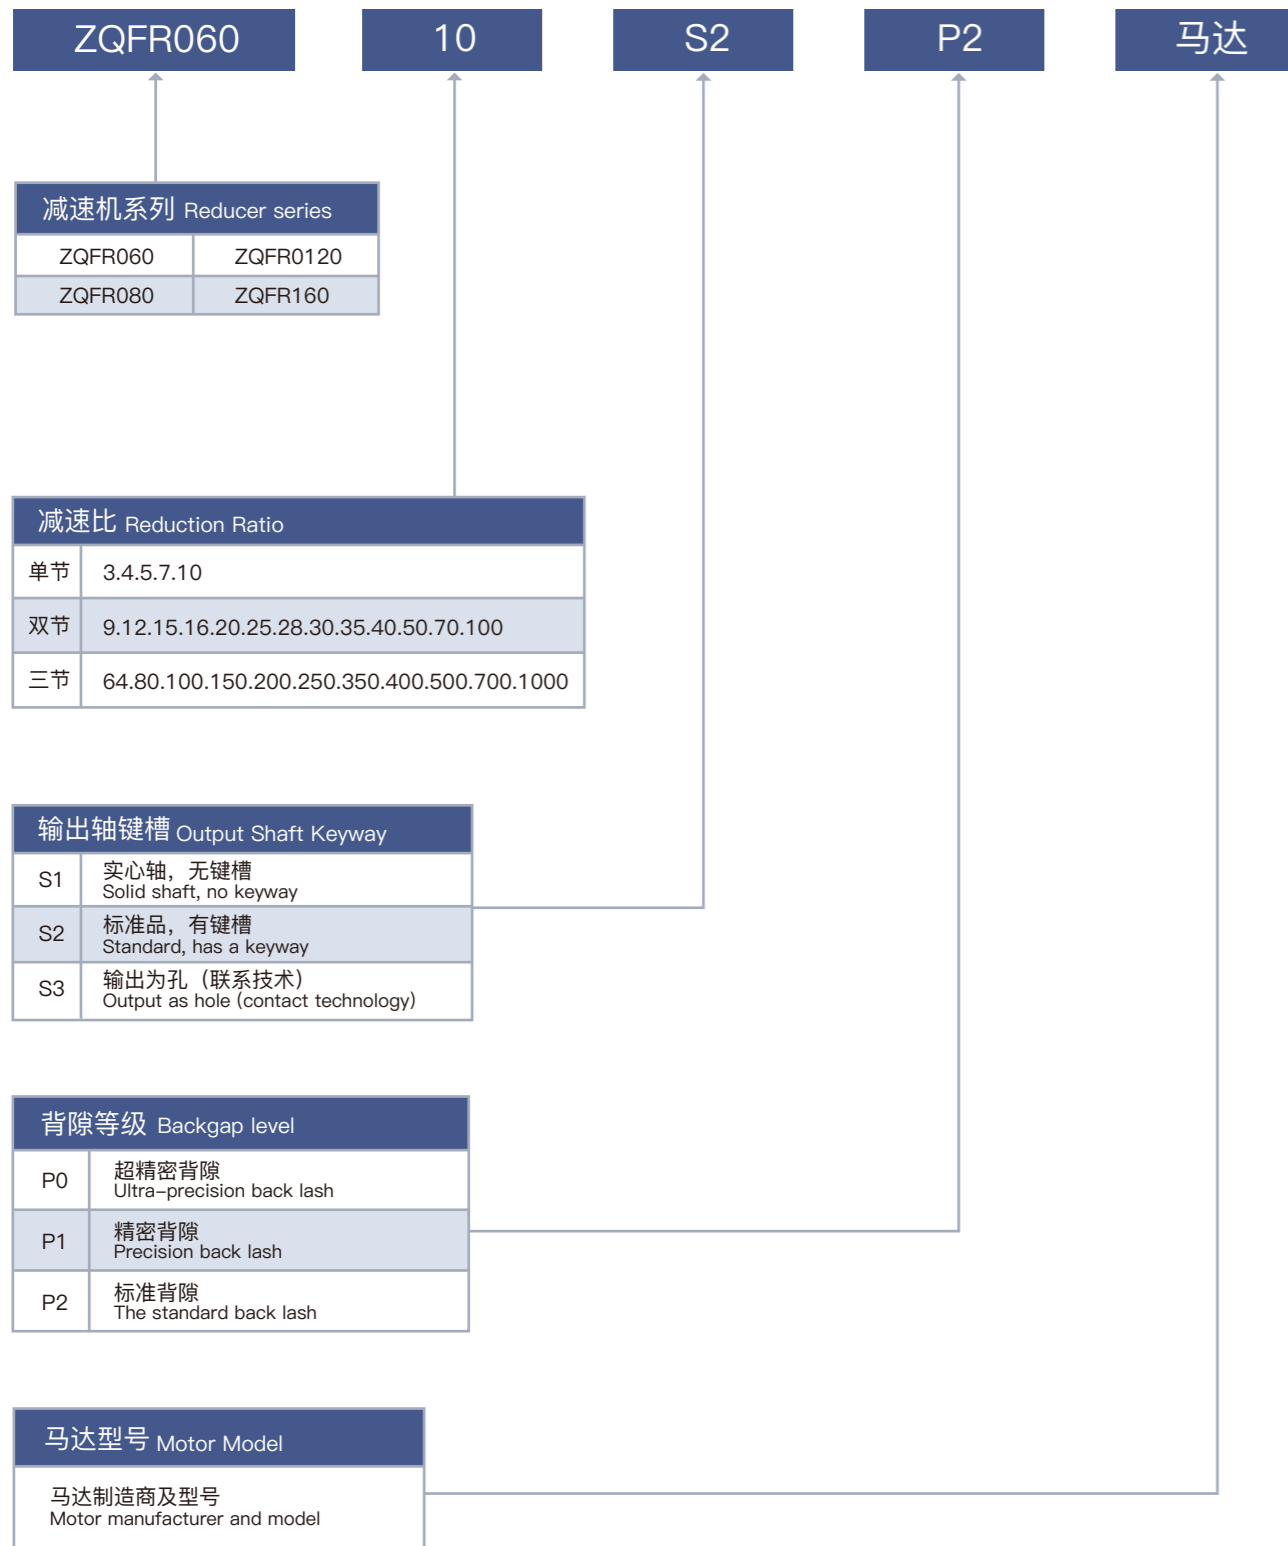 ZQFR060 10 S2 P2 马达
减速机系列 Reducer series
ZQFR060 ZQFR0120
ZQFR080 ZQFR160
减速比 Reduction Ratio
单节 3.4.5.7.10
双节 9.12.15.16.20.25.28.30.35.40.50.70.100
三节 64.80.100.150.200.250.350.400.500.700.1000
输出轴键槽 Output Shaft Keyway
S1 实心轴，无键槽
Solid shaft, no keyway
S2 标准品，有键槽
Standard, has a keyway
S3 输出为孔（联系技术）
Output as hole (contact technology)
背隙等级 Backgap level
P0 超精密背隙
Ultra-precision back lash
P1 精密背隙
Precision back lash
P2 标准背隙
The standard back lash
马达型号 Motor Model
马达制造商及型号
Motor manufacturer and model